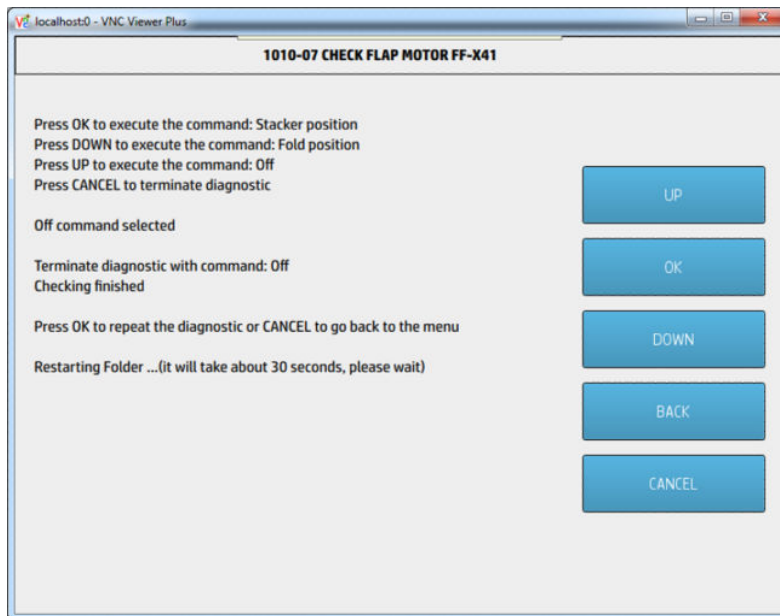 localhost:0 - VNC Viewer Plus
1010-07 CHECK FLAP MOTOR FF-X41
Press OK to execute the command: Stacker position
Press DOWN to execute the command: Fold position
Press UP to execute the command: Off
Press CANCEL to terminate diagnostic
Off command selected
Terminate diagnostic with command: Off
Checking finished
Press OK to repeat the diagnostic or CANCEL to go back to the menu
Restarting Folder ...(it will take about 30 seconds, please wait)
UP
OK
DOWN
BACK
CANCEL